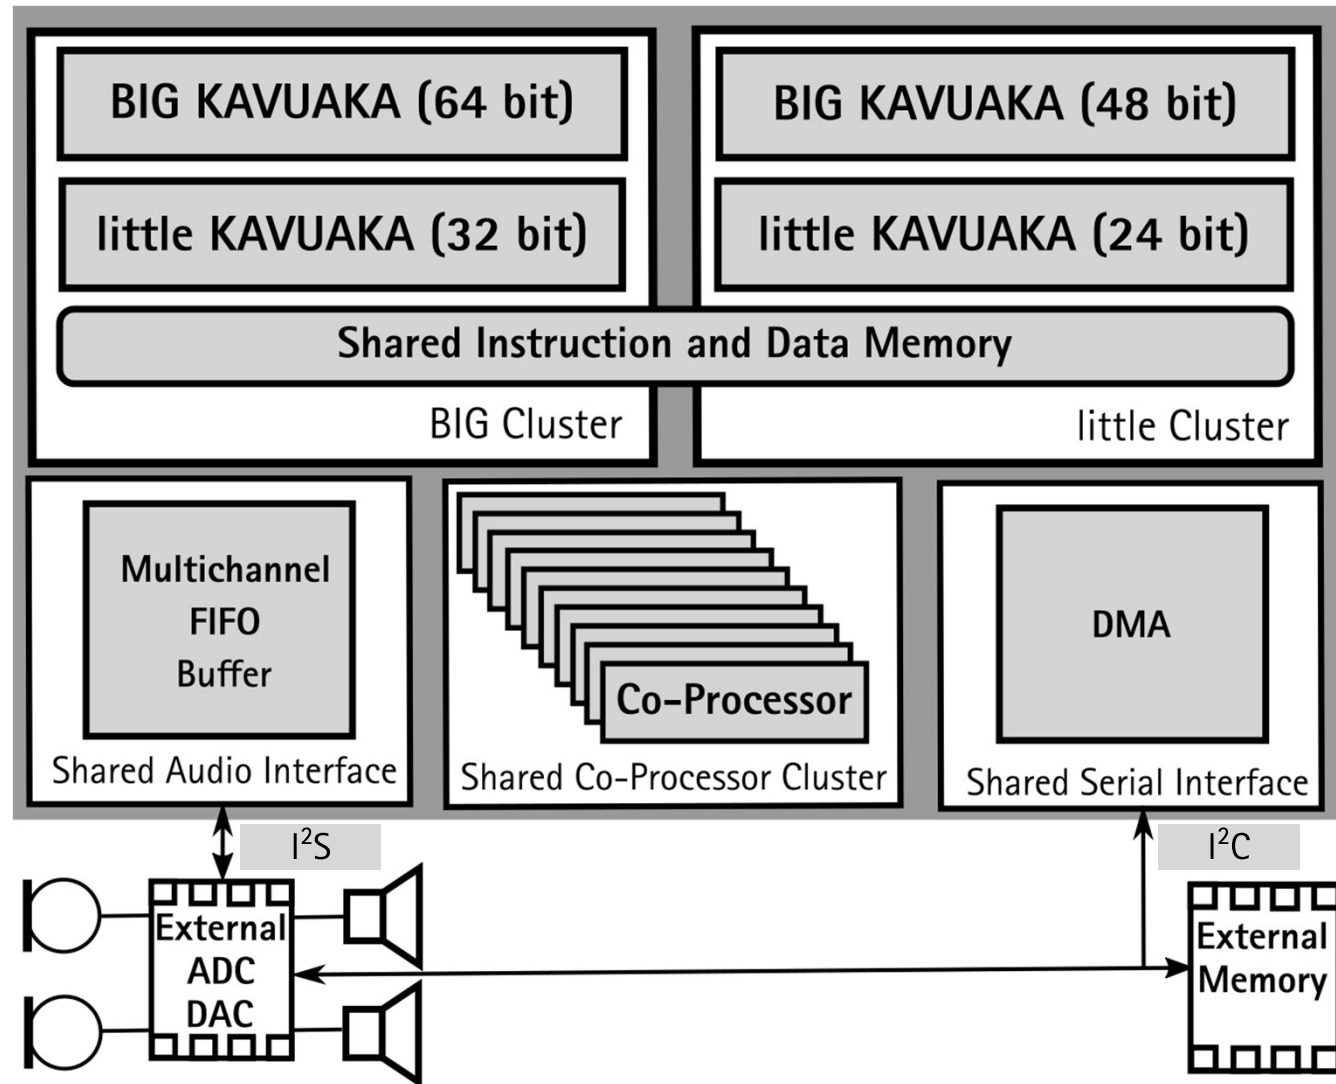 BIG KAVUAKA (64 bit)
little KAVUAKA (32 bit)
BIG KAVUAKA (48 bit)
little KAVUAKA (24 bit)
Shared Instruction and Data Memory
BIG Cluster
little Cluster
Multichannel
FIFO
Buffer
Shared Audio Interface
Co-Processor
Shared Co-Processor Cluster
DMA
Shared Serial Interface
I²S
I²C
External
ADC
DAC
External
Memory